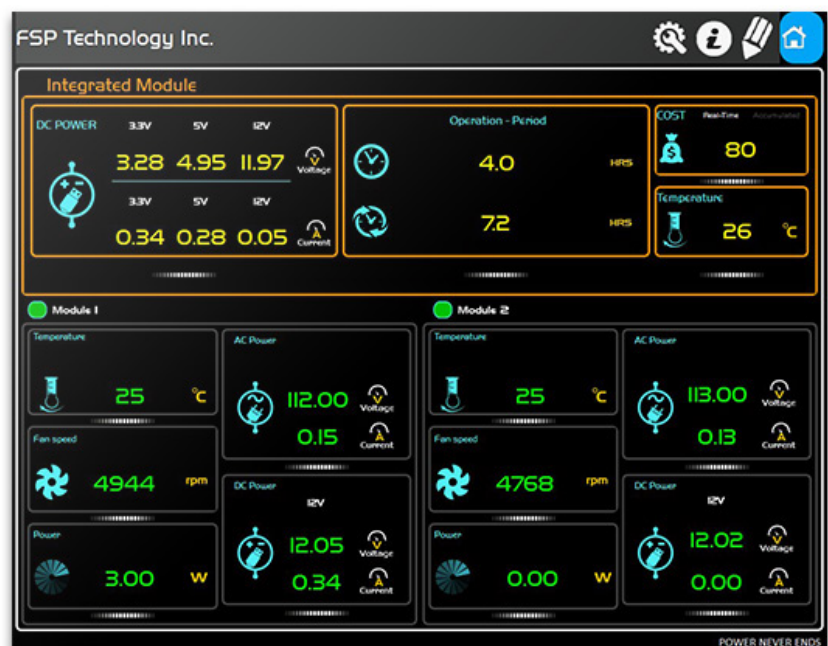 FSP Technology Inc.
Integrated Module
DC POWER 3.3V 5V 12V
3.28 4.95 11.97 V Voltage
3.3V 5V 12V
0.34 0.28 0.05 A Current
Operation - Period
4.0 HRS
7.2 HRS
COST Real-Time Accumulated
80
Temperature
26 °C
Module 1
Temperature
25 °C
Fan speed
4944 rpm
Power
3.00 W
AC Power
112.00 V Voltage
0.15 A Current
DC Power
12V
12.05 V Voltage
0.34 A Current
Module 2
Temperature
25 °C
Fan speed
4768 rpm
Power
0.00 W
AC Power
113.00 V Voltage
0.13 A Current
DC Power
12V
12.02 V Voltage
0.00 A Current
POWER NEVER ENDS